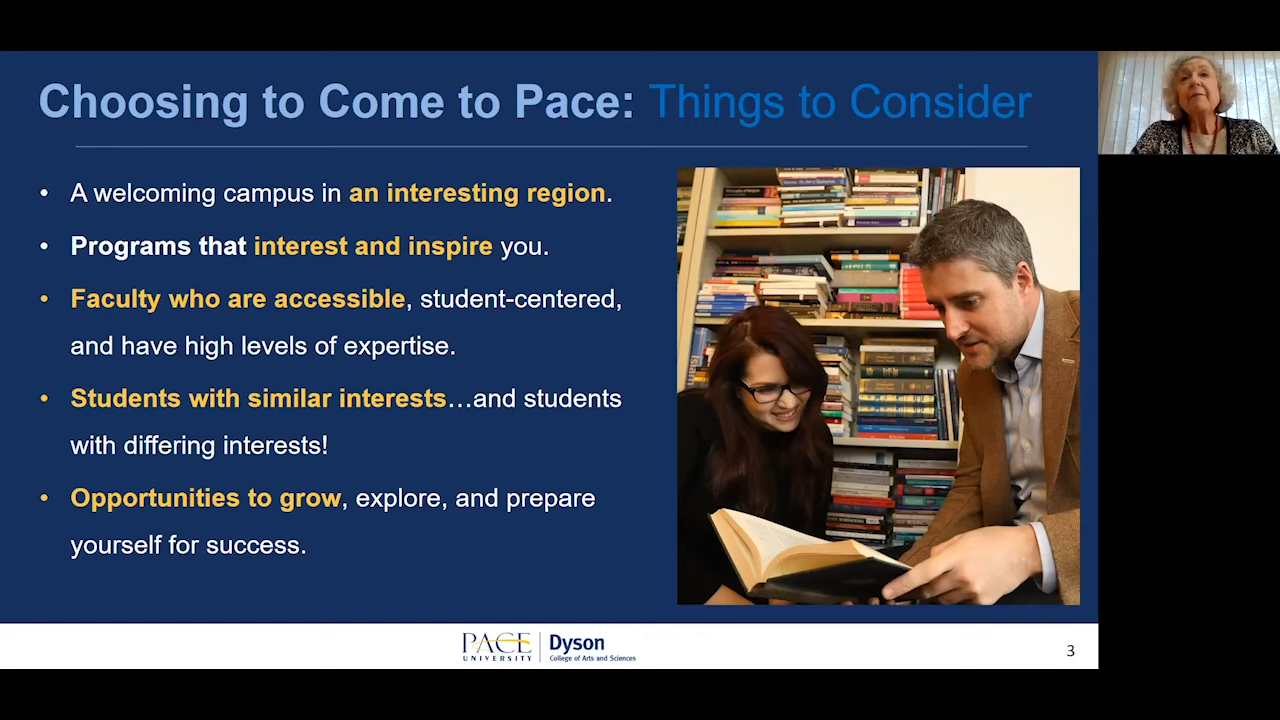 Choosing to Come to Pace: Things to Consider
• A welcoming campus in an interesting region.
• Programs that interest and inspire you.
• Faculty who are accessible, student-centered,
and have high levels of expertise.
• Students with similar interests…and students
with differing interests!
• Opportunities to grow, explore, and prepare
yourself for success.
PACE
UNIVERSITY
Dyson
College of Arts and Sciences
3